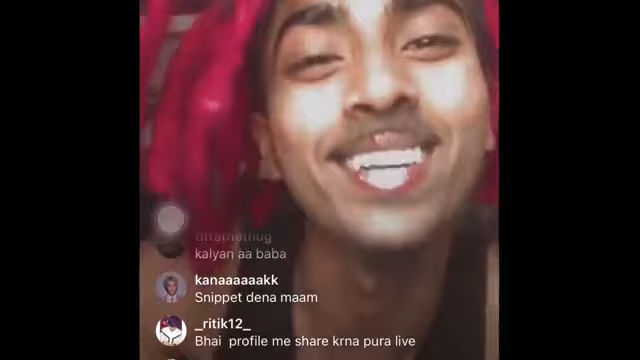 kalyan aa baba
kanaaaaaakk
Snippet dena maam
_ritik12_
Bhai profile me share krna pura live